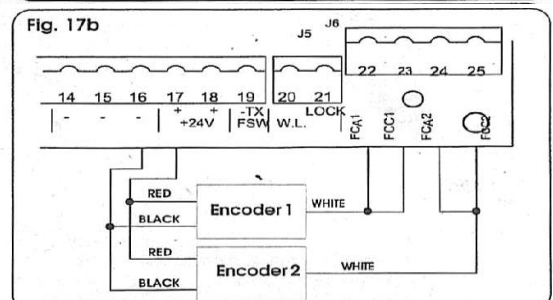 Fig. 17b
J5
J6
14 15 16 17 18 19 20 21 22 23 24 25
- - - + + -TX LOCK
+24V FSW W.L.
FCA1 FCC1 FCA2 FCC2
RED
BLACK
Encoder 1
WHITE
RED
BLACK
Encoder 2
WHITE